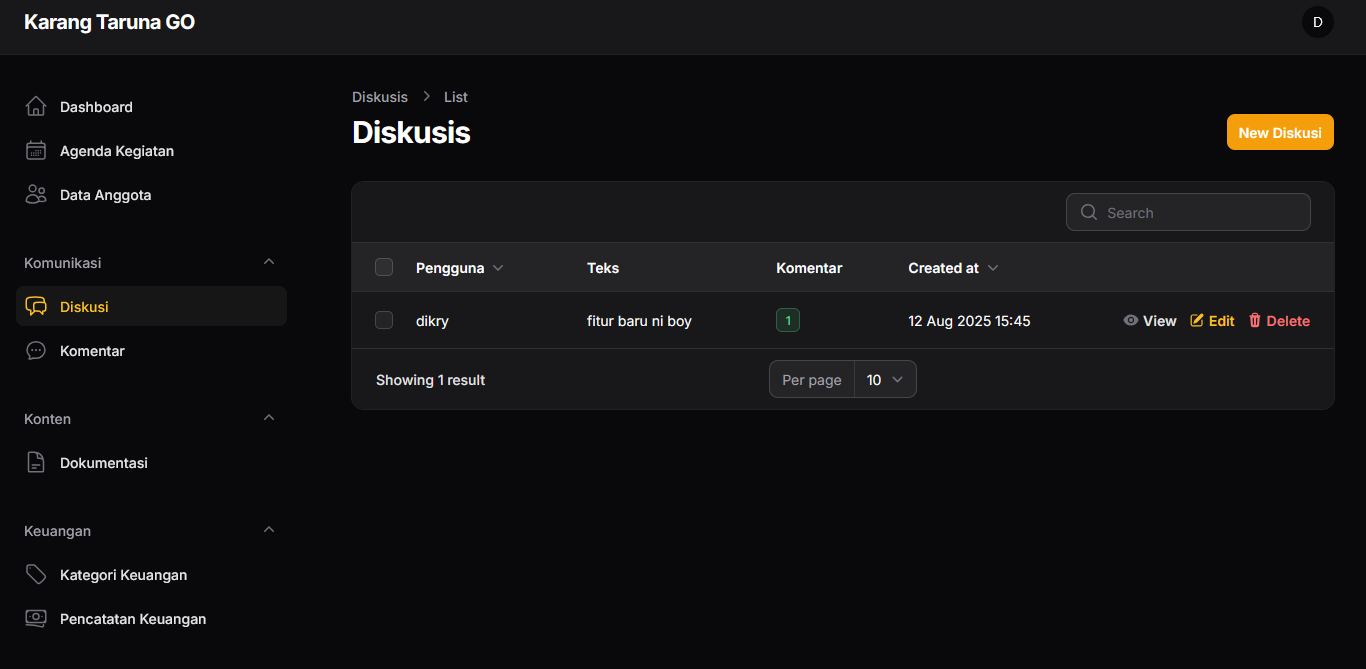 Karang Taruna GO
D
Dashboard
Agenda Kegiatan
Data Anggota
Komunikasi
Diskusi
Komentar
Konten
Dokumentasi
Keuangan
Kategori Keuangan
Pencatatan Keuangan
Diskusis > List
Diskusis
New Diskusi
Search
Pengguna Teks Komentar Created at
dikry fitur baru ni boy 1 12 Aug 2025 15:45 View Edit Delete
Showing 1 result Per page 10